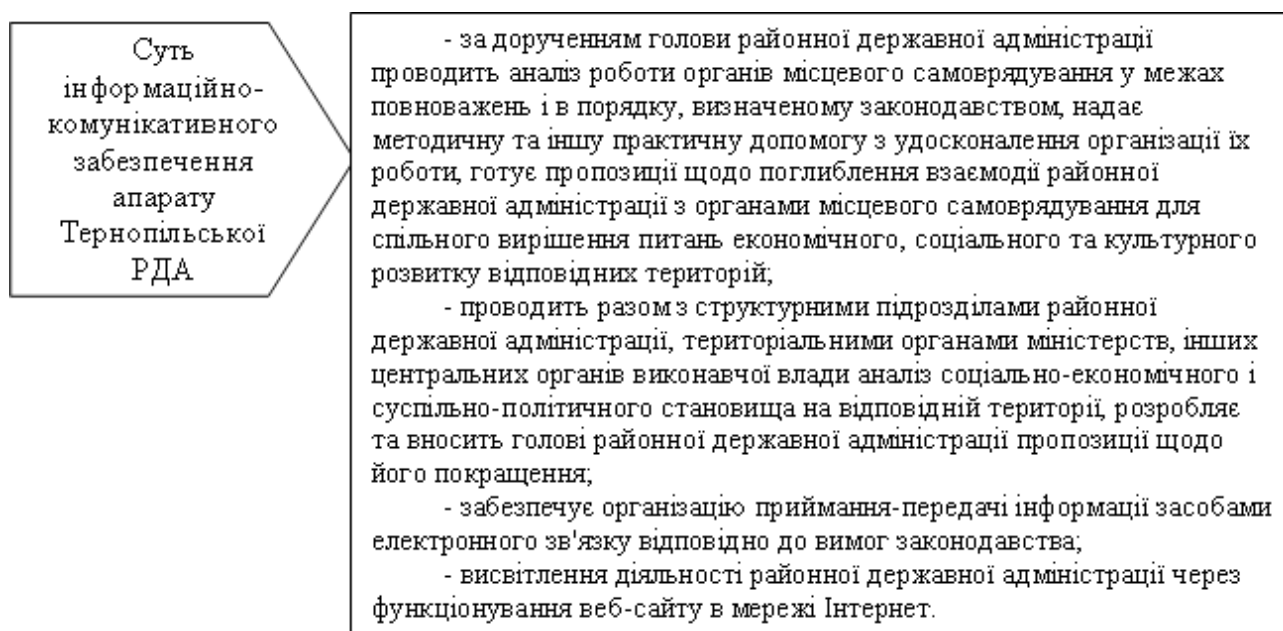 Суть
інформаційно-
комунікативного
забезпечення
апарату
Тернопільської
РДА
- за дорученням голови районної державної адміністрації
проводить аналіз роботи органів місцевого самоврядування у межах
повноважень і в порядку, визначеному законодавством, надає
методичну та іншу практичну допомогу з удосконалення організації їх
роботи, готує пропозиції щодо поглиблення взаємодії районної
державної адміністрації з органами місцевого самоврядування для
спільного вирішення питань економічного, соціального та культурного
розвитку відповідних територій;
- проводить разом з структурними підрозділами районної
державної адміністрації, територіальними органами міністерств, інших
центральних органів виконавчої влади аналіз соціально-економічного і
суспільно-політичного становища на відповідній території, розробляє
та вносить голові районної державної адміністрації пропозиції щодо
його покращення;
- забезпечує організацію приймання-передачі інформації засобами
електронного зв'язку відповідно до вимог законодавства;
- висвітлення діяльності районної державної адміністрації через
функціонування веб-сайту в мережі Інтернет.